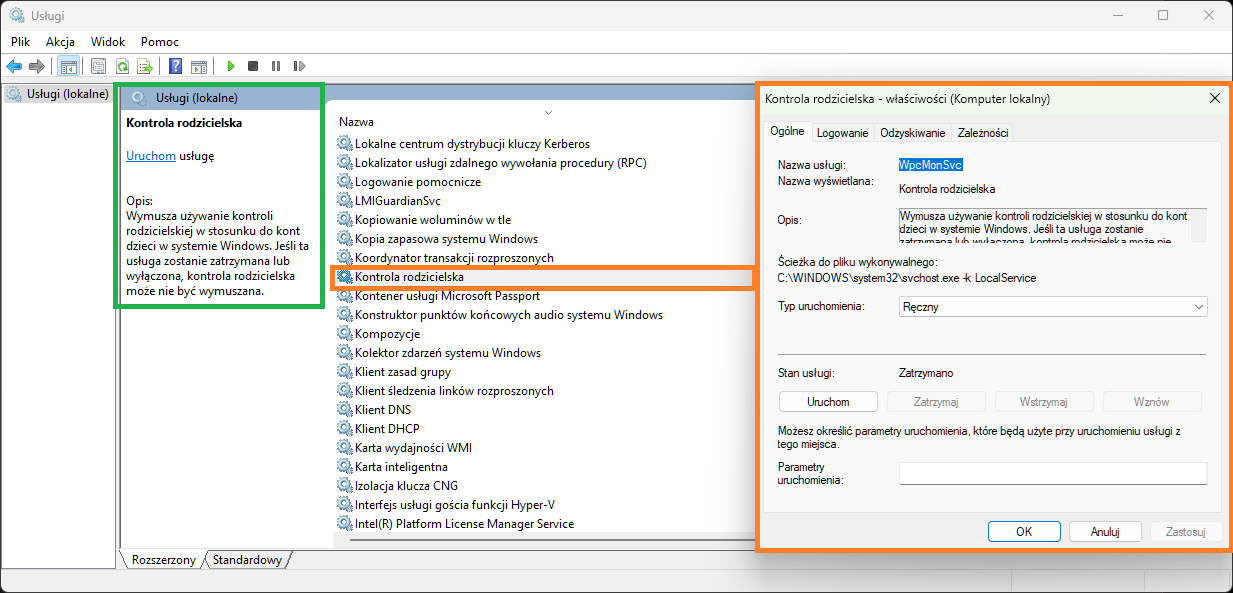 Usługi
Plik Akcja Widok Pomoc
Usługi (lokalne)
Usługi (lokalne)
Kontrola rodzicielska
Uruchom usługę
Opis:
Wymusza używanie kontroli
rodzicielskiej w stosunku do kont
dzieci w systemie Windows. Jeśli ta
usługa zostanie zatrzymana lub
wyłączona, kontrola rodzicielska
może nie być wymuszana.
Nazwa
Lokalne centrum dystrybucji kluczy Kerberos
Lokalizator usługi zdalnego wywołania procedury (RPC)
Logowanie pomocnicze
LMIGuardianSvc
Kopiowanie woluminów w tle
Kopia zapasowa systemu Windows
Koordynator transakcji rozproszonych
Kontrola rodzicielska
Kontener usługi Microsoft Passport
Konstruktor punktów końcowych audio systemu Windows
Kompozycje
Kolektor zdarzeń systemu Windows
Klient zasad grupy
Klient śledzenia linków rozproszonych
Klient DNS
Klient DHCP
Karta wydajności WMI
Karta inteligentna
Izolacja klucza CNG
Interfejs usługi gościa funkcji Hyper-V
Intel(R) Platform License Manager Service
Rozszerzony Standardowy
Kontrola rodzicielska - właściwości (Komputer lokalny)
Ogólne Logowanie Odzyskiwanie Zależności
Nazwa usługi: WpcMonSvc
Nazwa wyświetlana: Kontrola rodzicielska
Opis: Wymusza używanie kontroli rodzicielskiej w stosunku do kont
dzieci w systemie Windows. Jeśli ta usługa zostanie
zatrzymana lub wyłączona, kontrola rodzicielska może nie
Ścieżka do pliku wykonywalnego:
C:\WINDOWS\system32\svchost.exe -k LocalService
Typ uruchomienia: Ręczny
Stan usługi: Zatrzymano
Uruchom Zatrzymaj Wstrzymaj Wznów
Możesz określić parametry uruchomienia, które będą użyte przy uruchomieniu usługi z
tego miejsca.
Parametry
uruchomienia:
OK Anuluj Zastosuj